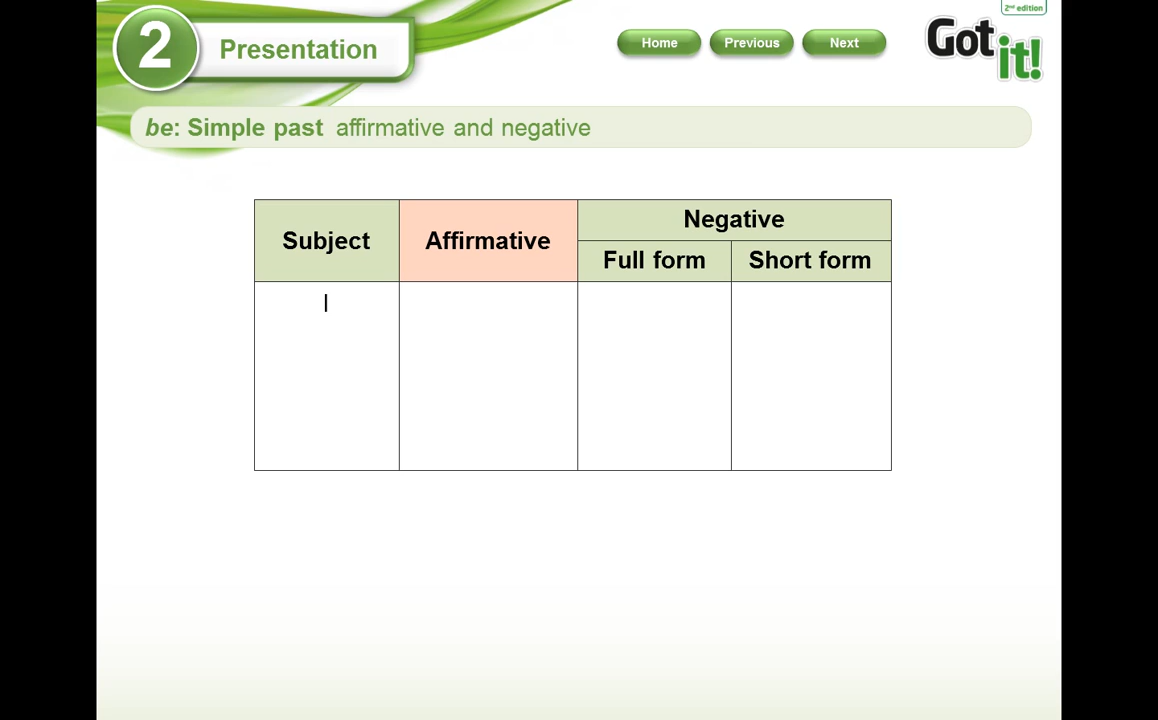 2nd edition
2
Presentation
Home
Previous
Next
Got it!
be: Simple past affirmative and negative
Subject
Affirmative
Negative
Full form
Short form
I